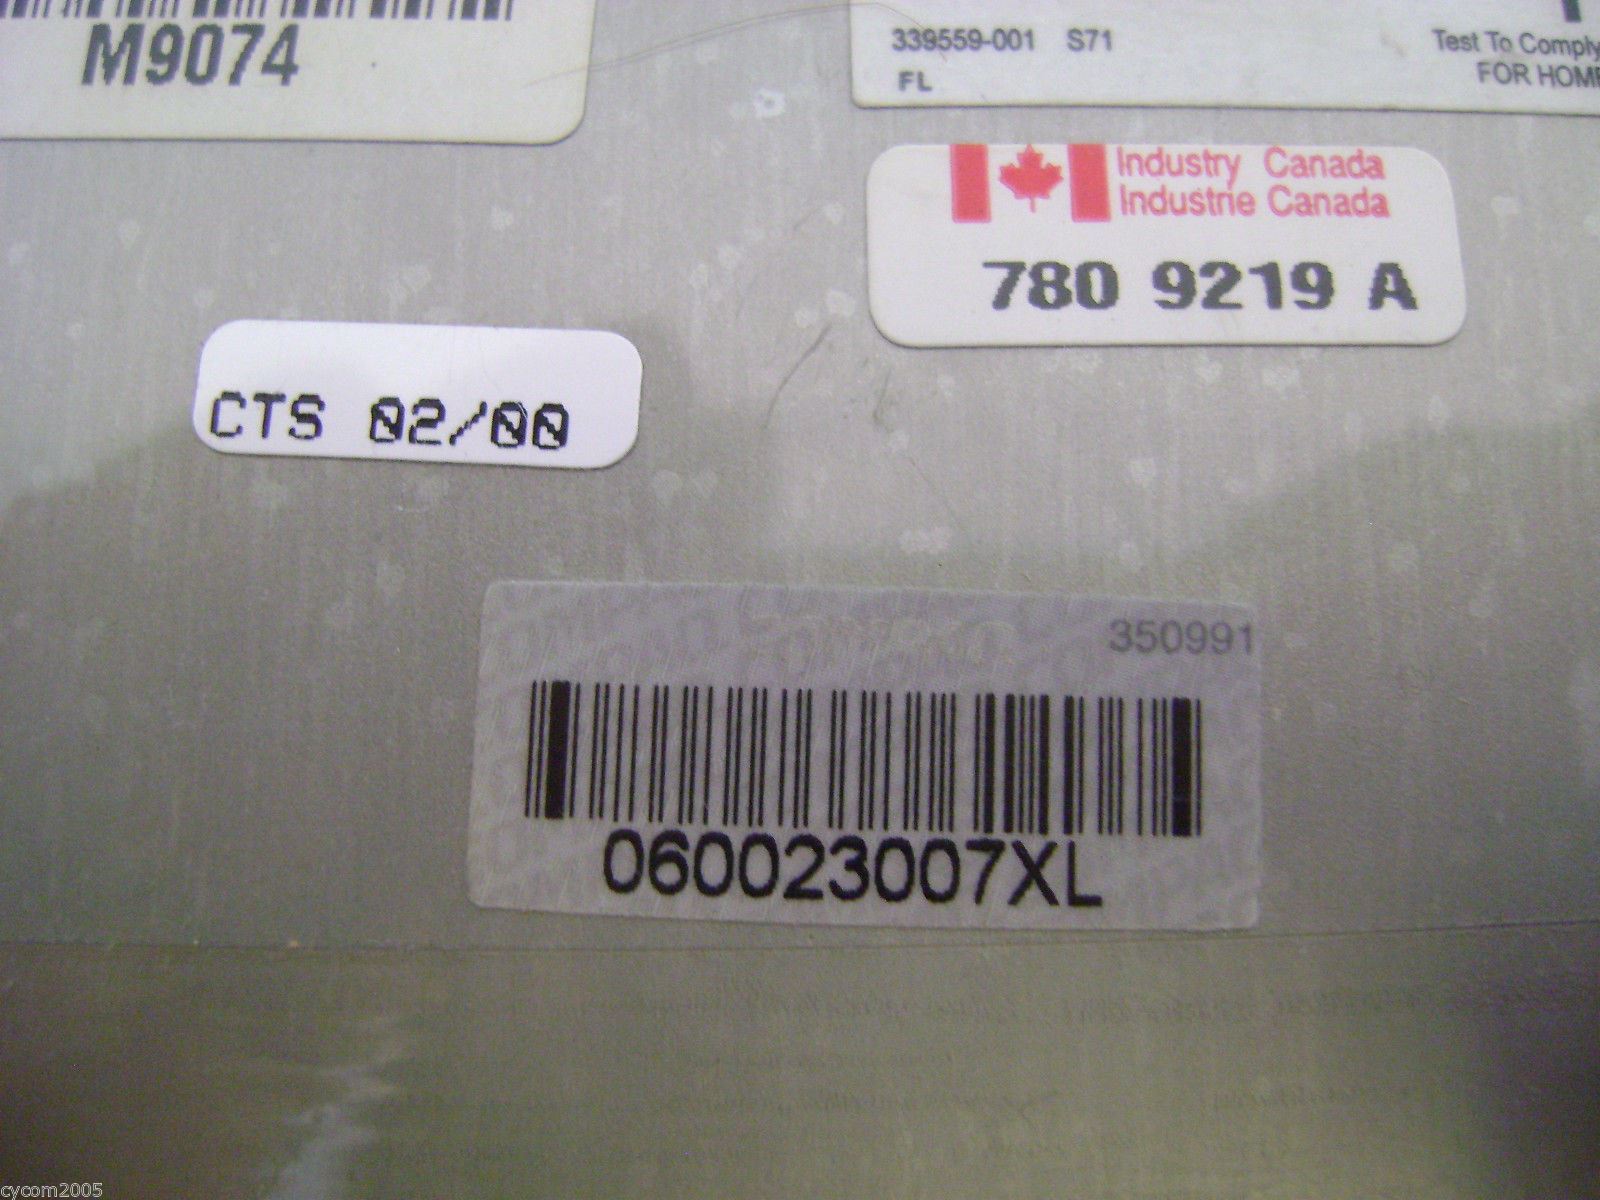 M9074
339559-001 S71
FL
Test To Comply
FOR HOME
Industry Canada
Industrie Canada
780 9219 A
CTS 02/00
350991
060023007XL
cycom2005